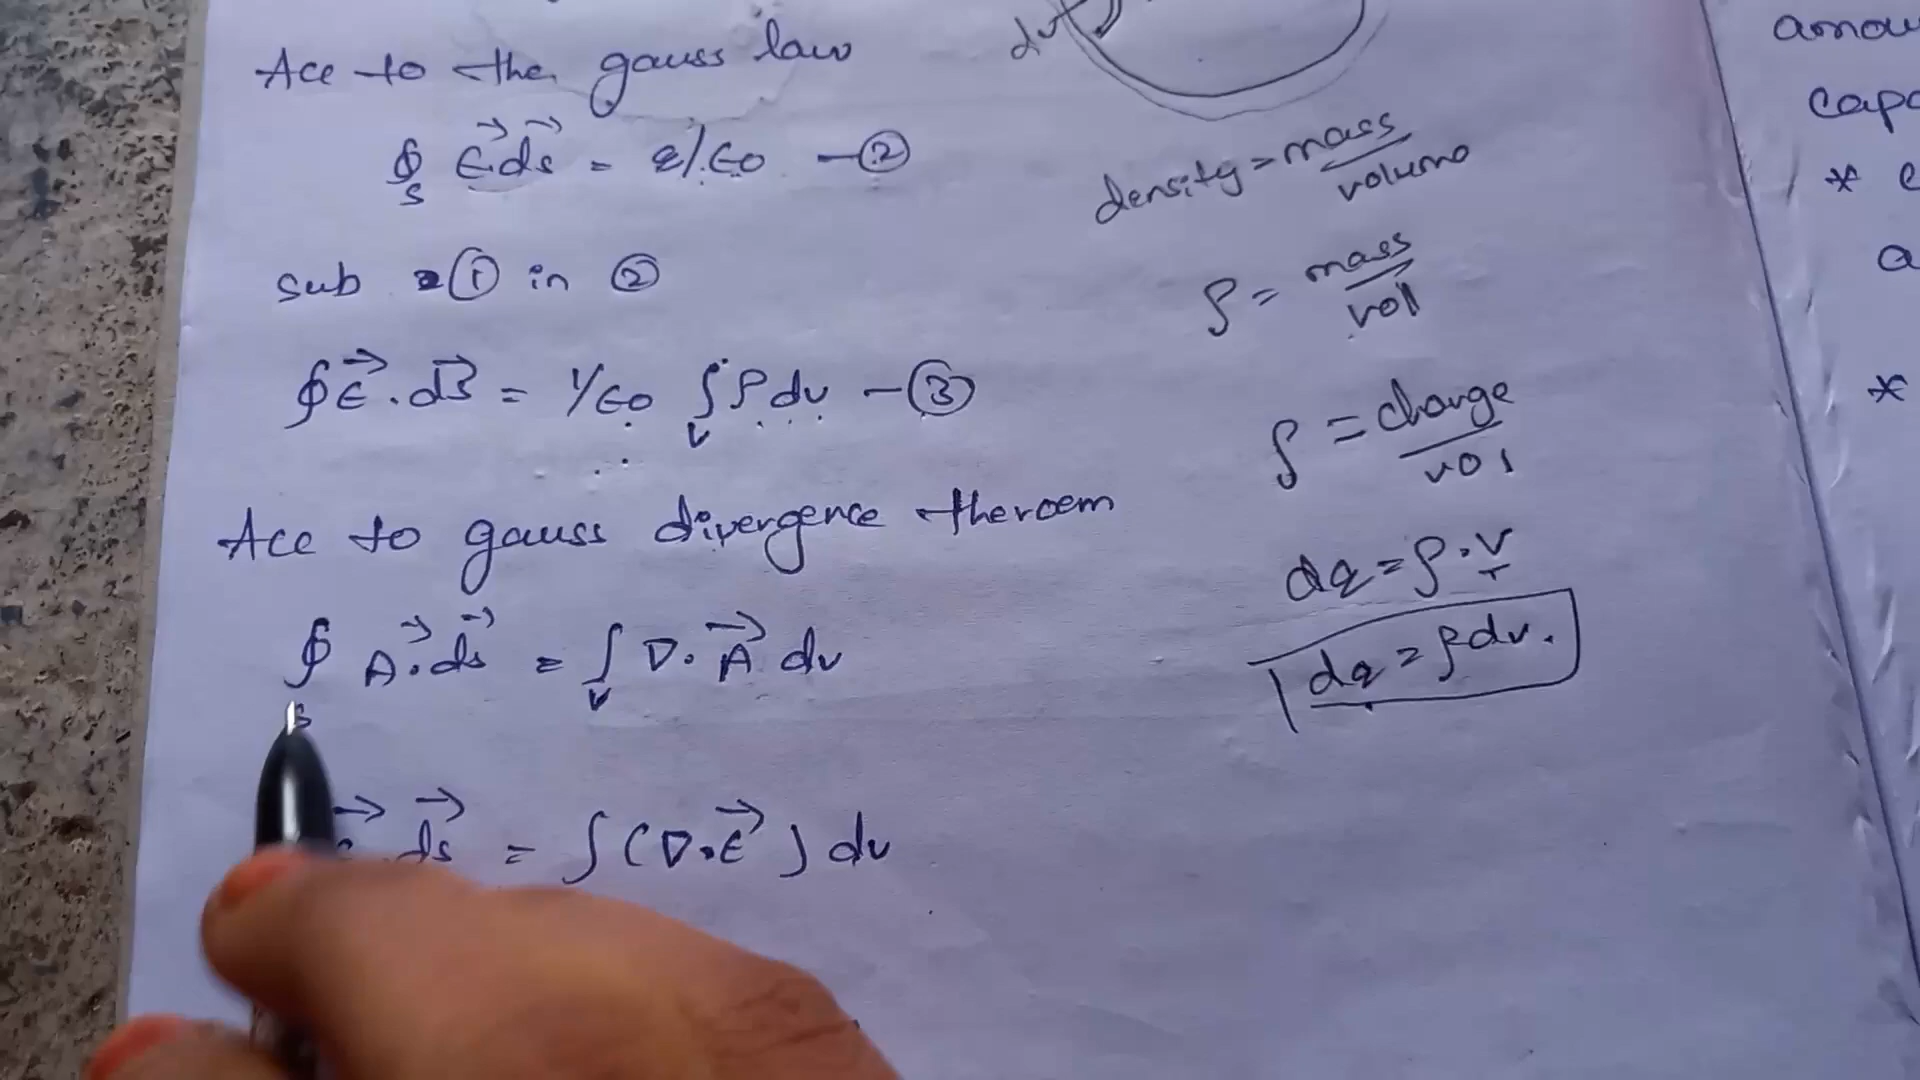 Acc to the gauss law
∮s E⃗.ds⃗ = q/ϵ0 — ②
sub ① in ②
∮E⃗.ds⃗ = 1/ϵ0 ∫v ρdv — ③
Acc to gauss divergence theroem
∮s A⃗.ds⃗ = ∫v ∇.A⃗ dv
ds⃗ = ∫(∇.E⃗) dv
dv
density = mass/volume
ρ = mass/vol
ρ = charge/vol
dq = ρ.v
dq = ρdv.
* e
a
*